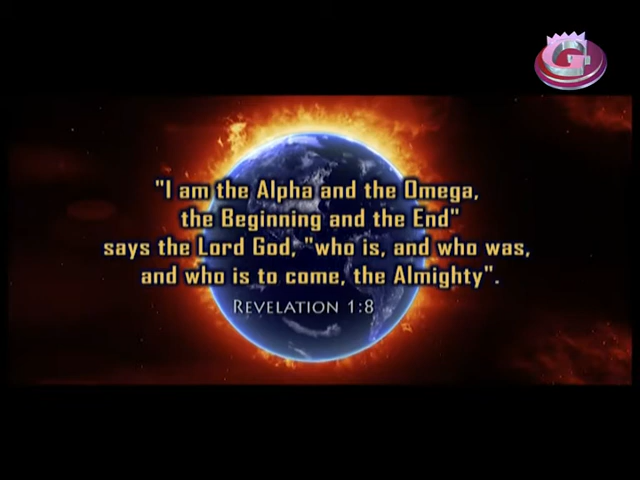 G
"I am the Alpha and the Omega,
the Beginning and the End"
says the Lord God, "who is, and who was,
and who is to come, the Almighty".
Revelation 1:8